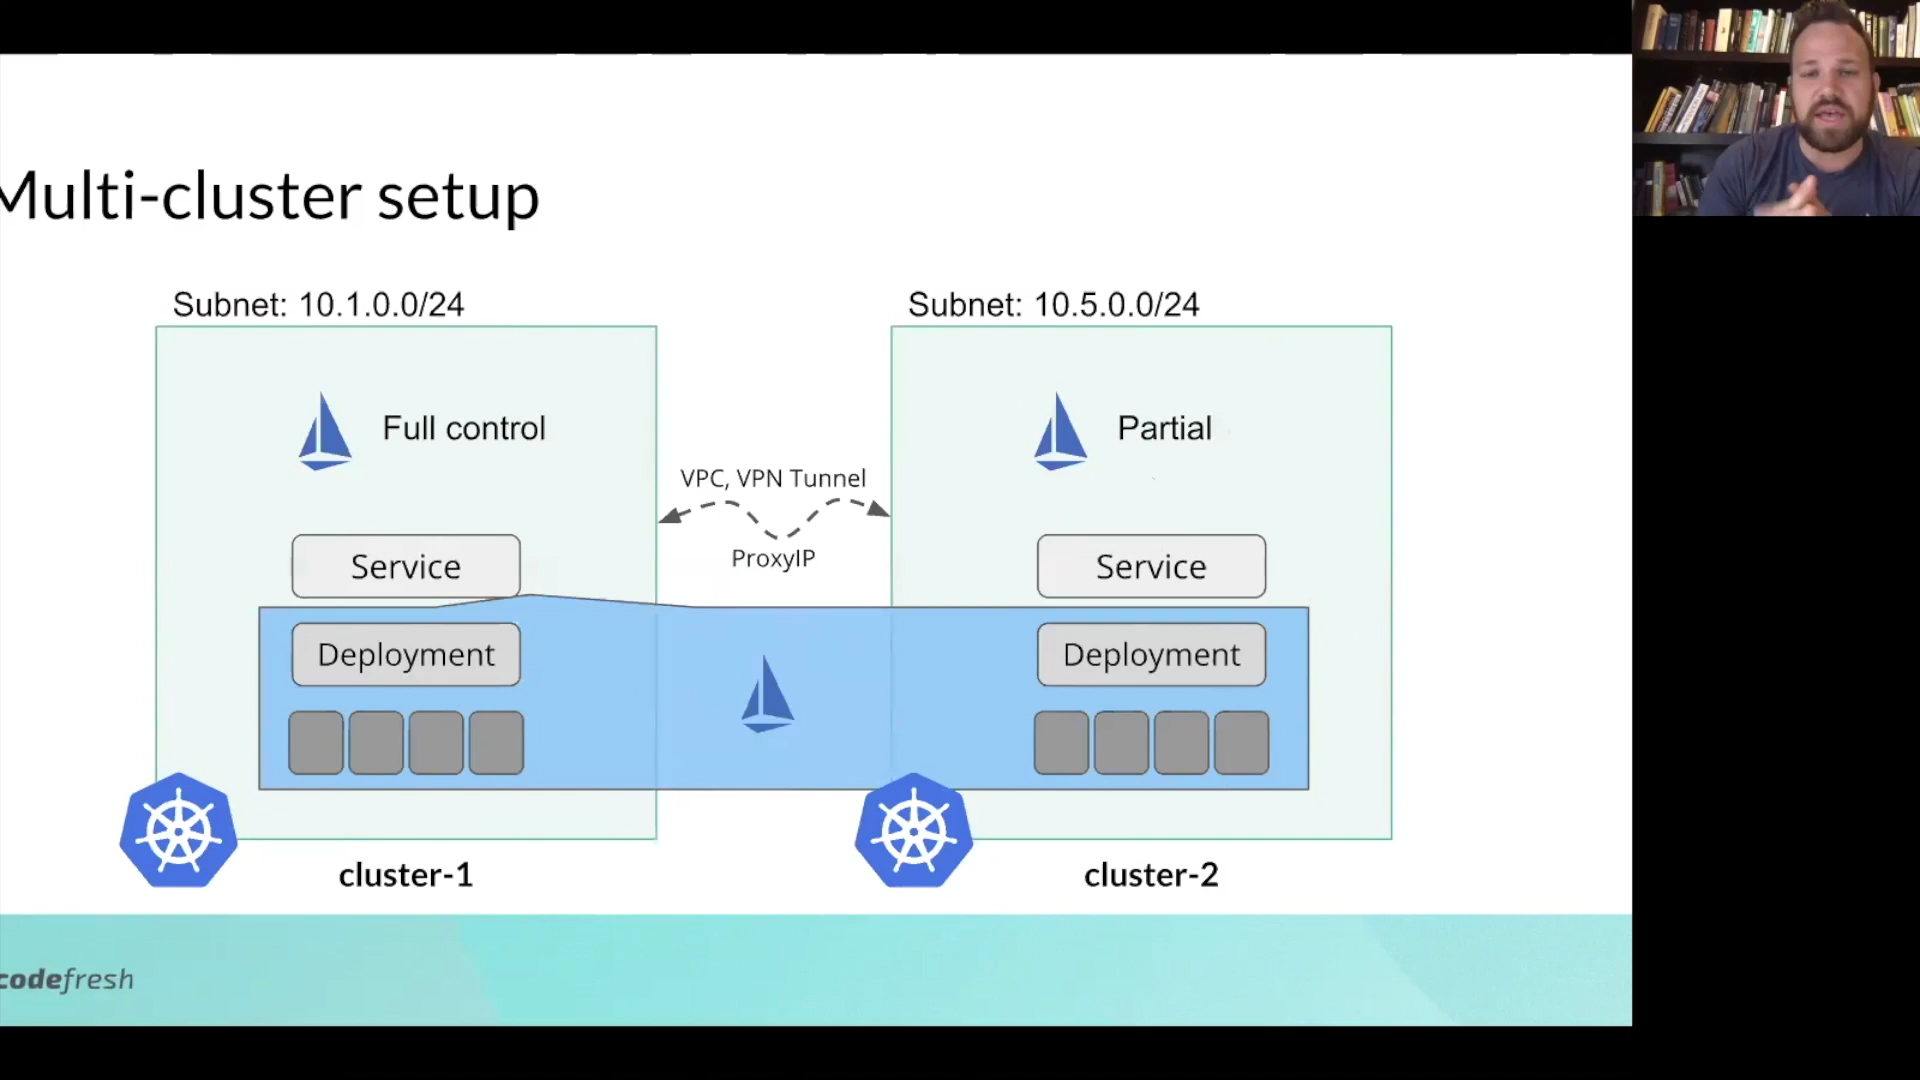 Multi-cluster setup
Subnet: 10.1.0.0/24
Subnet: 10.5.0.0/24
Full control
Partial
VPC, VPN Tunnel
ProxyIP
Service
Service
Deployment
Deployment
cluster-1
cluster-2
codefresh